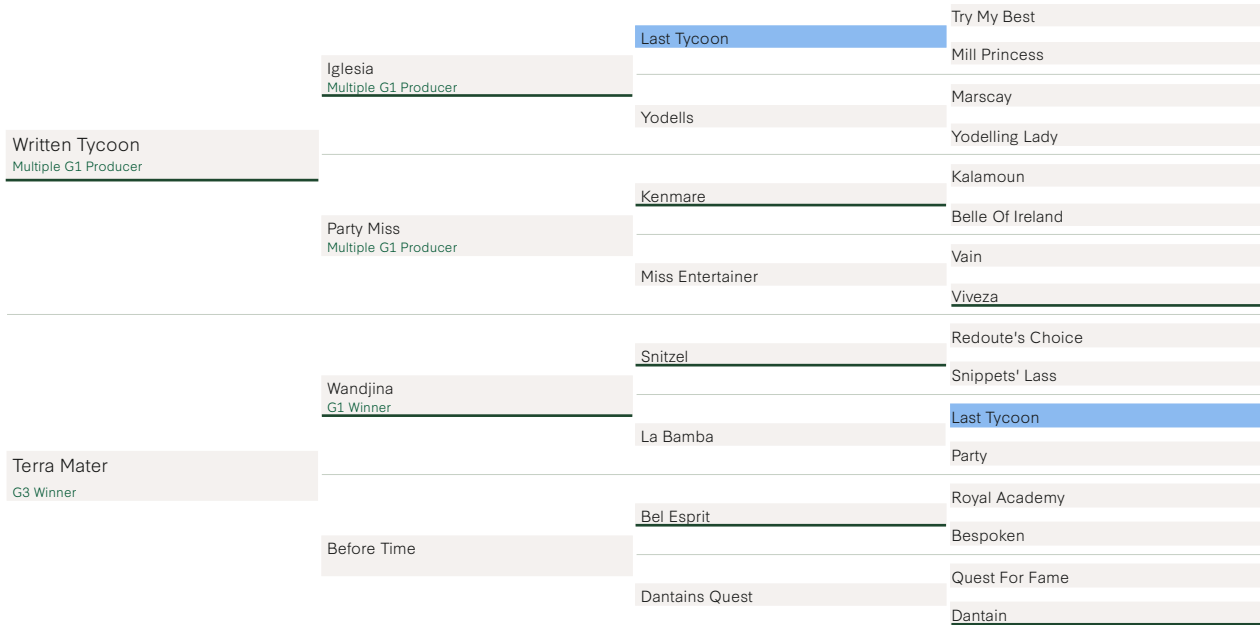 Written Tycoon
Multiple G1 Producer
Terra Mater
G3 Winner
Iglesia
Multiple G1 Producer
Party Miss
Multiple G1 Producer
Wandjina
G1 Winner
Before Time
Last Tycoon
Yodells
Kenmare
Miss Entertainer
Snitzel
La Bamba
Bel Esprit
Dantains Quest
Try My Best
Mill Princess
Marscay
Yodelling Lady
Kalamoun
Belle Of Ireland
Vain
Viveza
Redoute's Choice
Snippets' Lass
Last Tycoon
Party
Royal Academy
Bespoken
Quest For Fame
Dantain